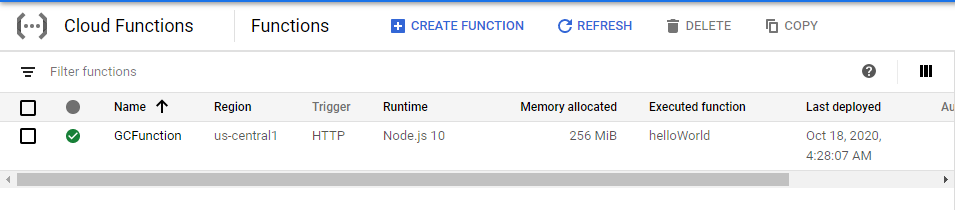 Cloud Functions Functions CREATE FUNCTION REFRESH DELETE COPY
Filter functions
Name Region Trigger Runtime Memory allocated Executed function Last deployed Au
GCFunction us-central1 HTTP Node.js 10 256 MiB helloWorld Oct 18, 2020,
4:28:07 AM